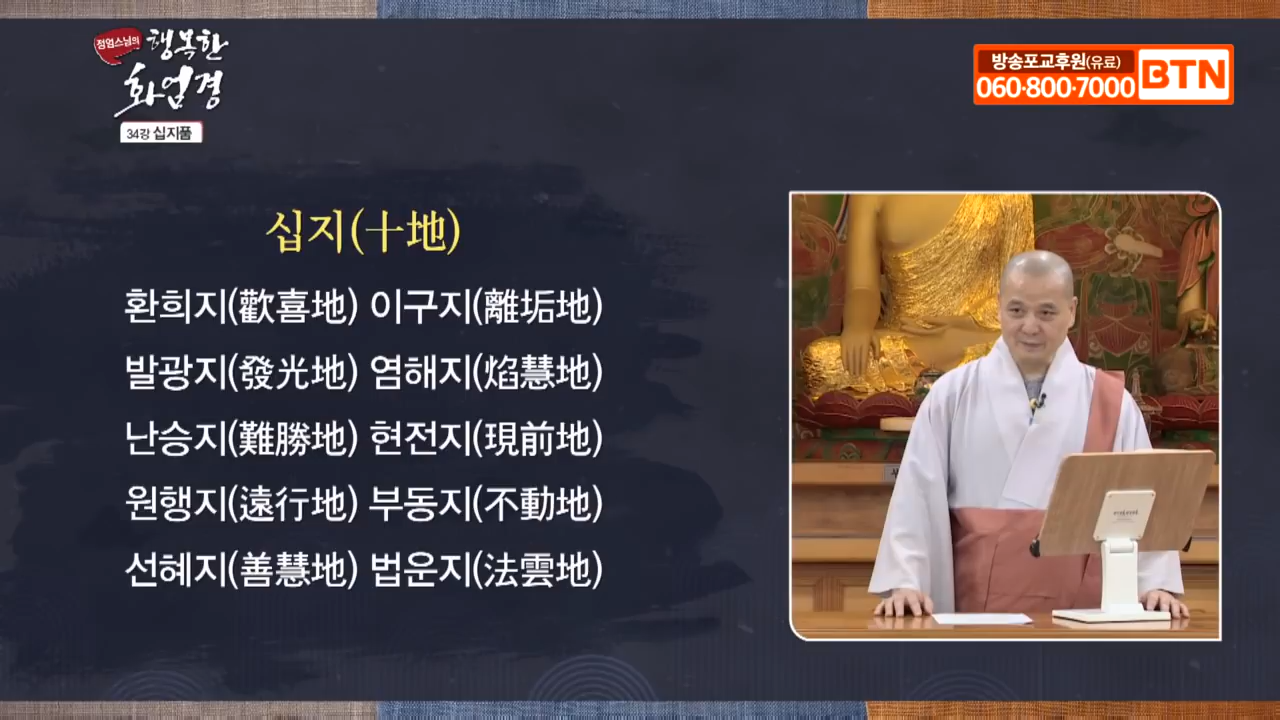 정엄스님의
행복한
화엄경
34강 십지품
방송포교후원(유료)
060·800·7000
BTN
십지(十地)
환희지(歡喜地) 이구지(離垢地)
발광지(發光地) 염해지(焰慧地)
난승지(難勝地) 현전지(現前地)
원행지(遠行地) 부동지(不動地)
선혜지(善慧地) 법운지(法雲地)